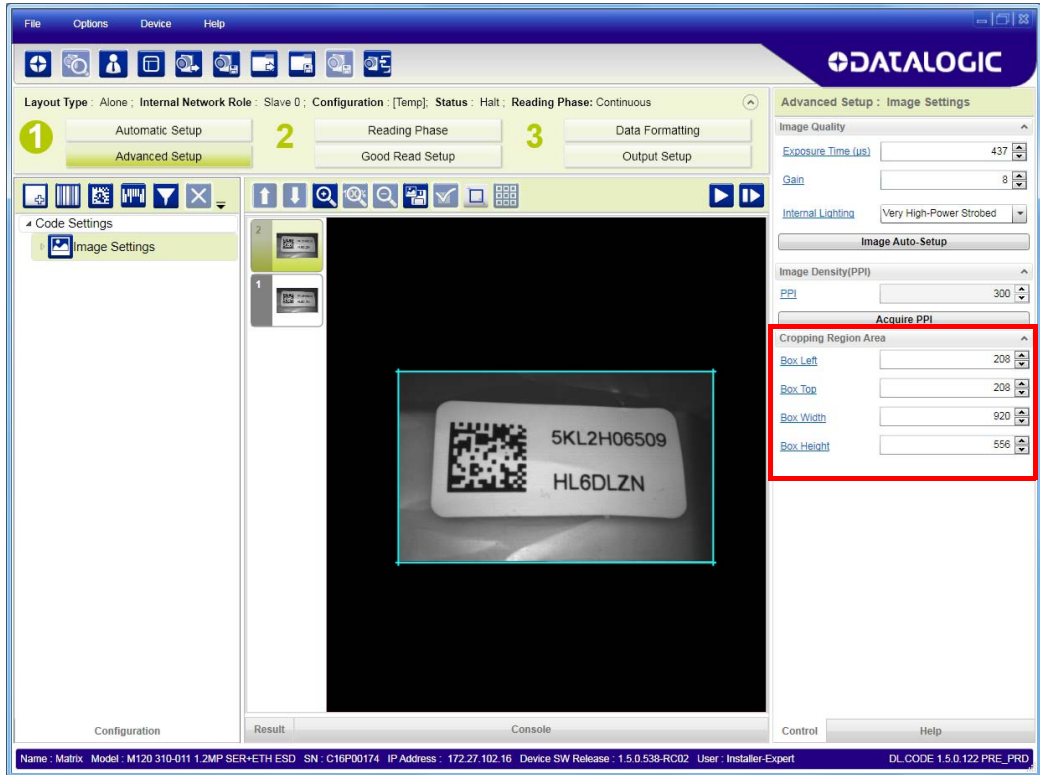 File Options Device Help
DATALOGIC
Layout Type : Alone ; Internal Network Role : Slave 0 ; Configuration : [Temp]; Status : Halt ; Reading Phase: Continuous
1 Automatic Setup
Advanced Setup
2 Reading Phase
Good Read Setup
3 Data Formatting
Output Setup
Code Settings
Image Settings
2
1
5KL2H06509
HL6DLZN
Advanced Setup : Image Settings
Image Quality
Exposure Time (µs) 437
Gain 8
Internal Lighting Very High-Power Strobed
Image Auto-Setup
Image Density(PPI)
PPI 300
Acquire PPI
Cropping Region Area
Box Left 208
Box Top 208
Box Width 920
Box Height 556
Configuration Result Console Control Help
Name : Matrix Model : M120 310-011 1.2MP SER+ETH ESD SN : C16P00174 IP Address : 172.27.102.16 Device SW Release : 1.5.0.538-RC02 User : Installer-Expert DL.CODE 1.5.0.122 PRE_PRD